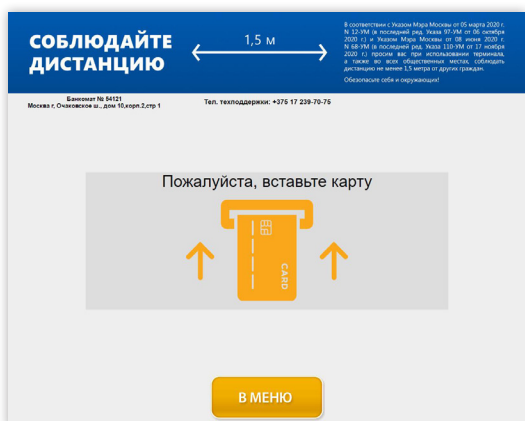 СОБЛЮДАЙТЕ
ДИСТАНЦИЮ
1,5 м
В соответствии с Указом Мэра Москвы от 05 марта 2020 г.
N 12-УМ (в последней ред. Указа 97-УМ от 06 октября
2020 г.) и Указом Мэра Москвы от 08 июня 2020 г.
N 68-УМ (в последней ред. Указа 110-УМ от 17 ноября
2020 г.) просим вас при использовании терминала,
а также во всех общественных местах, соблюдать
дистанцию не менее 1,5 метра от других граждан.
Обезопасьте себя и окружающих!
Банкомат № 54121
Москва г, Очаковское ш., дом 10,корп.2,стр 1
Тел. техподдержки: +375 17 239-70-75
Пожалуйста, вставьте карту
CARD
В МЕНЮ